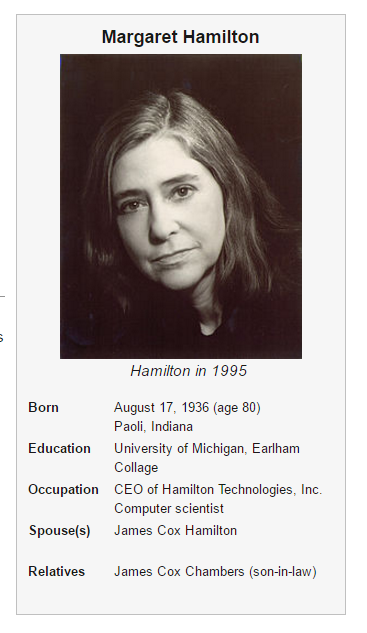 Margaret Hamilton
Hamilton in 1995
Born August 17, 1936 (age 80)
Paoli, Indiana
Education University of Michigan, Earlham
Collage
Occupation CEO of Hamilton Technologies, Inc.
Computer scientist
Spouse(s) James Cox Hamilton
Relatives James Cox Chambers (son-in-law)